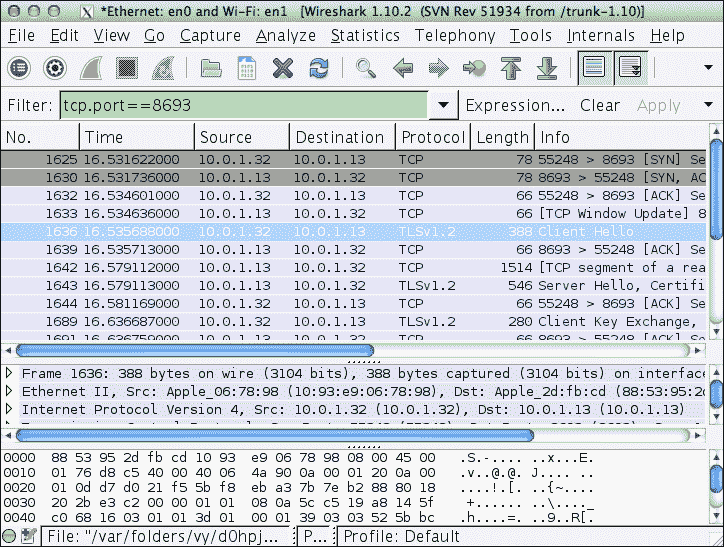 *Ethernet: en0 and Wi-Fi: en1   [Wireshark 1.10.2  (SVN Rev 51934 from /trunk-1.10)]
File Edit View Go Capture Analyze Statistics Telephony Tools Internals Help
Filter: tcp.port==8693 Expression... Clear Apply
No. Time Source Destination Protocol Length Info
1625 16.531622000 10.0.1.32 10.0.1.13 TCP 78 55248 > 8693 [SYN] Se
1630 16.531736000 10.0.1.13 10.0.1.32 TCP 78 8693 > 55248 [SYN, AC
1632 16.534601000 10.0.1.32 10.0.1.13 TCP 66 55248 > 8693 [ACK] Se
1633 16.534636000 10.0.1.13 10.0.1.32 TCP 66 [TCP Window Update] 8
1636 16.535688000 10.0.1.32 10.0.1.13 TLSv1.2 388 Client Hello
1639 16.535713000 10.0.1.13 10.0.1.32 TCP 66 8693 > 55248 [ACK] Se
1642 16.579112000 10.0.1.13 10.0.1.32 TCP 1514 [TCP segment of a rea
1643 16.579113000 10.0.1.13 10.0.1.32 TLSv1.2 546 Server Hello, Certifi
1644 16.581169000 10.0.1.32 10.0.1.13 TCP 66 55248 > 8693 [ACK] Se
1689 16.636687000 10.0.1.32 10.0.1.13 TLSv1.2 280 Client Key Exchange,
1691 16.636759000 10.0.1.13 10.0.1.32 TCP 66 8693 > 55248 [ACK] Se
Frame 1636: 388 bytes on wire (3104 bits), 388 bytes captured (3104 bits) on interface
Ethernet II, Src: Apple_06:78:98 (10:93:e9:06:78:98), Dst: Apple_2d:fb:cd (88:53:95:2d
Internet Protocol Version 4, Src: 10.0.1.32 (10.0.1.32), Dst: 10.0.1.13 (10.0.1.13)
0000 88 53 95 2d fb cd 10 93 e9 06 78 98 08 00 45 00 .S.-.... ..x...E.
0010 01 76 d8 c5 40 00 40 06 4a 90 0a 00 01 20 0a 00 .v..@.@. J.... ..
0020 01 0d d7 d0 21 f5 5b f8 eb a3 7b 7e b2 88 80 18 ....!.[. ..{~....
0030 20 2b e3 c2 00 00 01 01 08 0a 5c c5 19 a8 14 5f  +...... ..\...._
0040 c0 68 16 03 01 01 3d 01 00 01 39 03 03 52 5b bc .h....=. ..9..R[.
File: "/var/folders/yy/d0hpj... P... Profile: Default